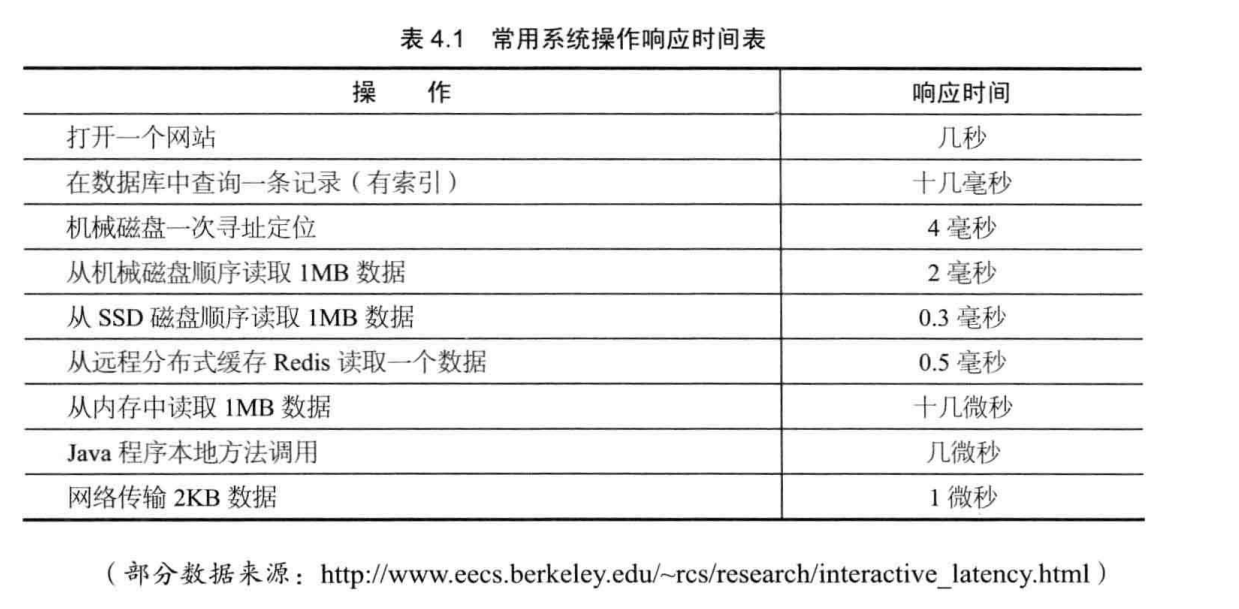 表 4.1 常用系统操作响应时间表
操 作 响应时间
打开一个网站 几秒
在数据库中查询一条记录（有索引） 十几毫秒
机械磁盘一次寻址定位 4 毫秒
从机械磁盘顺序读取 1MB 数据 2 毫秒
从 SSD 磁盘顺序读取 1MB 数据 0.3 毫秒
从远程分布式缓存 Redis 读取一个数据 0.5 毫秒
从内存中读取 1MB 数据 十几微秒
Java 程序本地方法调用 几微秒
网络传输 2KB 数据 1 微秒
（部分数据来源：http://www.eecs.berkeley.edu/~rcs/research/interactive_latency.html）